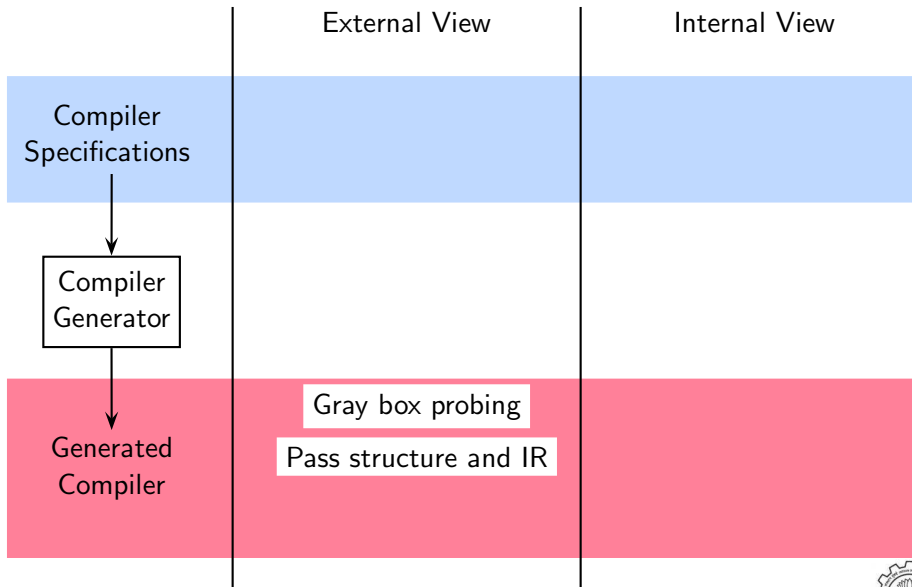 External View
Internal View
Compiler
Specifications
Compiler
Generator
Gray box probing
Pass structure and IR
Generated
Compiler